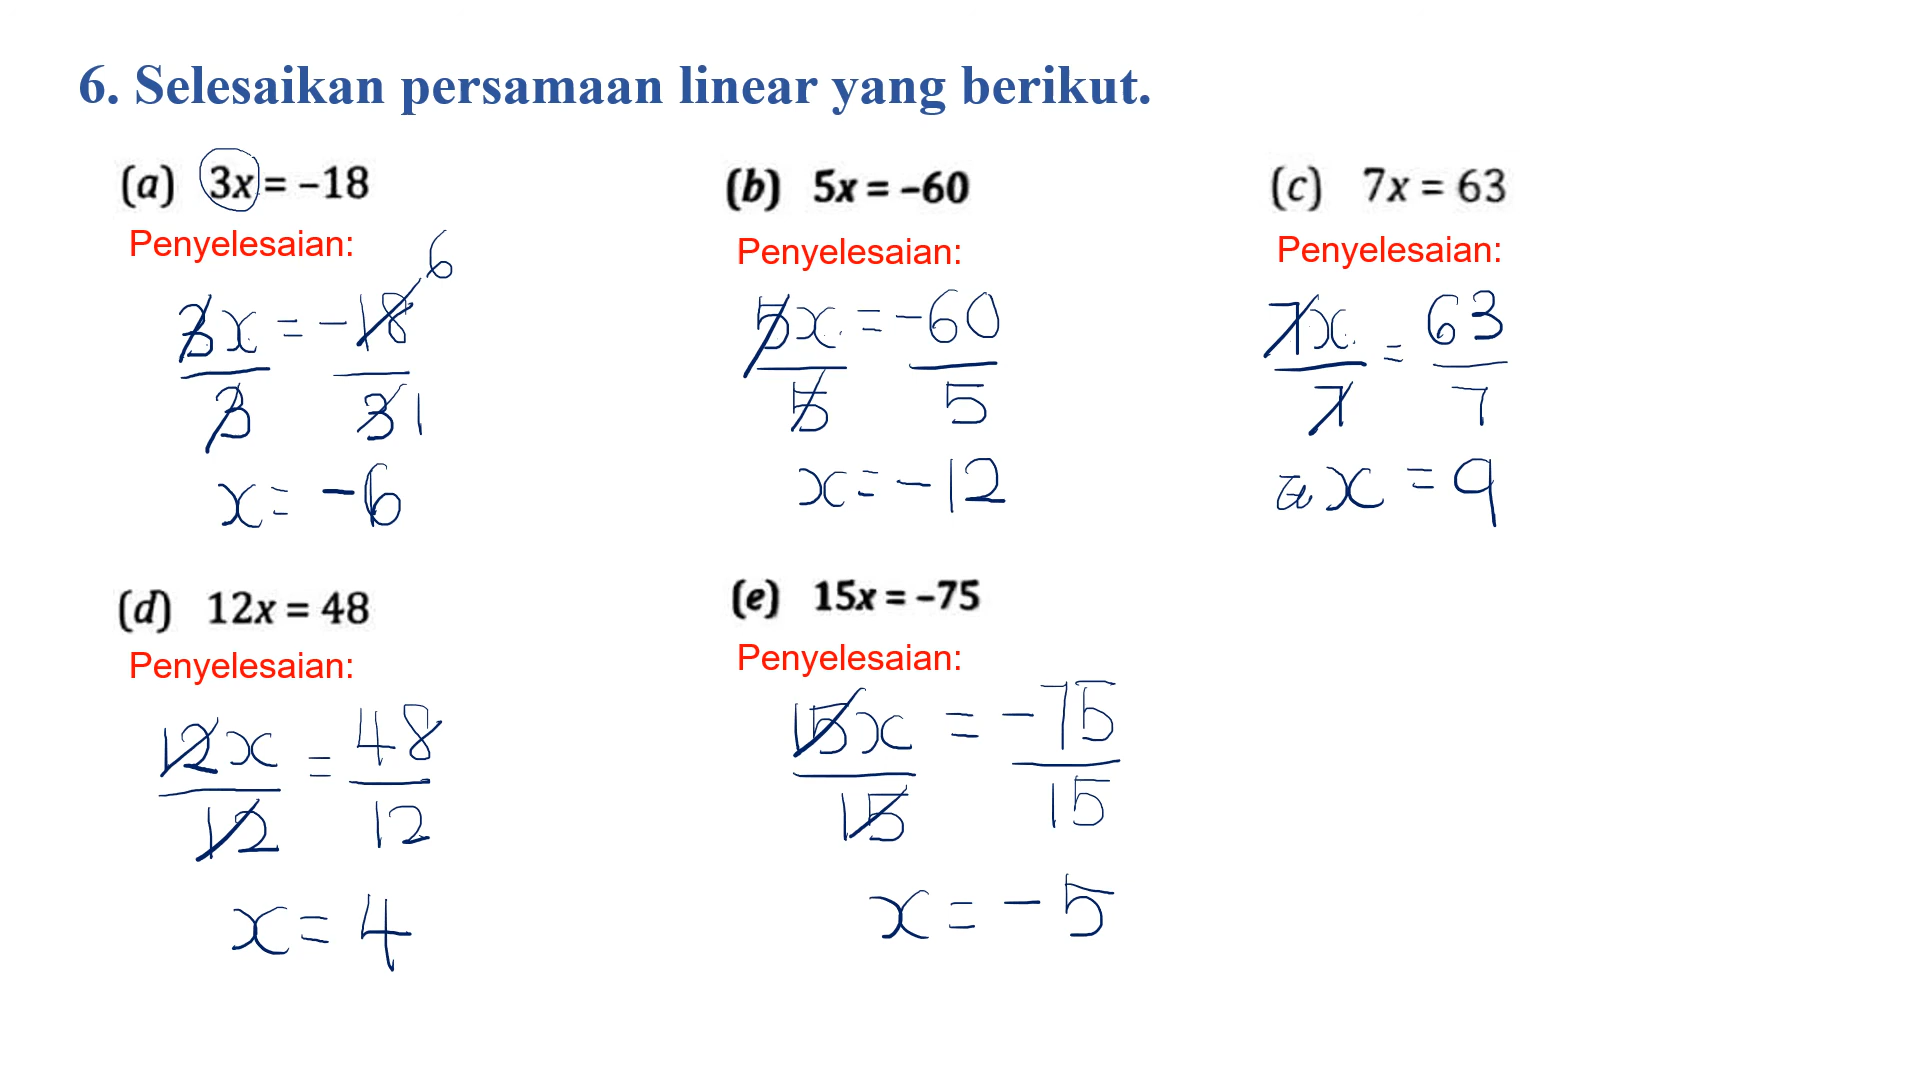 6. Selesaikan persamaan linear yang berikut.
(a) 3x = –18
Penyelesaian:
6
3x = -18
3 31
x = -6
(b) 5x = –60
Penyelesaian:
5x = -60
5 5
x = -12
(c) 7x = 63
Penyelesaian:
7x = 63
7 7
x = 9
(d) 12x = 48
Penyelesaian:
12x = 48
12 12
x = 4
(e) 15x = –75
Penyelesaian:
15x = -75
15 15
x = -5